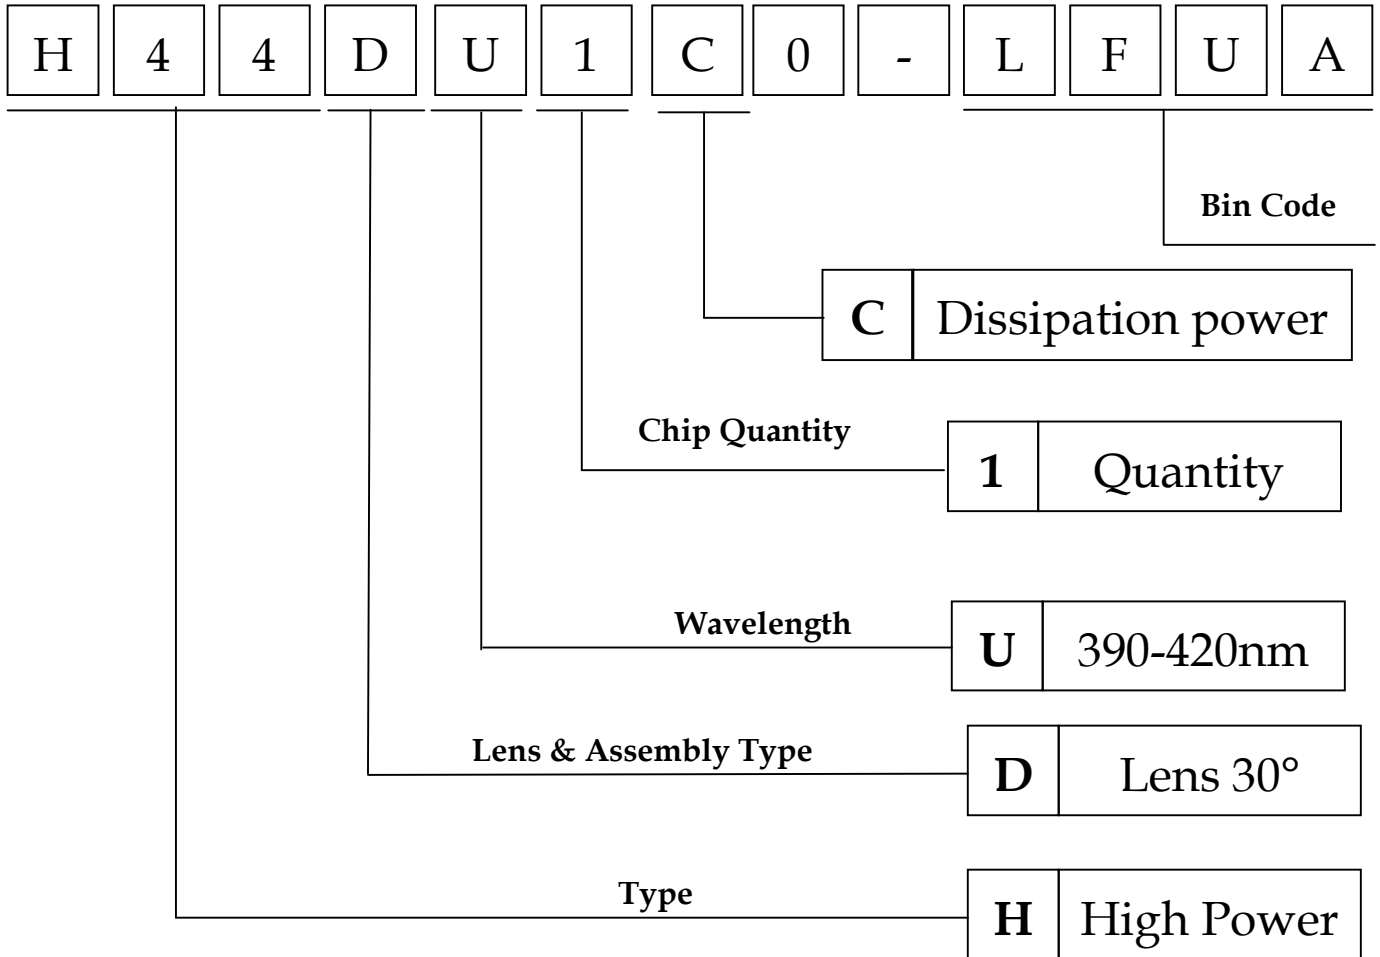 H 4 4 D U 1 C 0 - L F U A
Bin Code
C Dissipation power
Chip Quantity
1 Quantity
Wavelength
U 390-420nm
Lens & Assembly Type
D Lens 30°
Type
H High Power